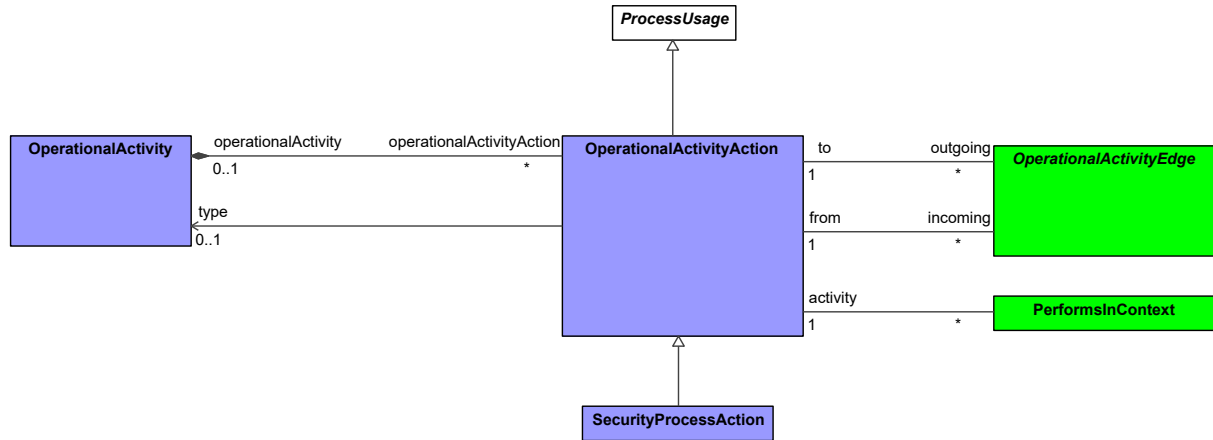 ProcessUsage
OperationalActivity
operationalActivity
operationalActivityAction
0..1
*
OperationalActivityAction
to
outgoing
1
*
OperationalActivityEdge
type
0..1
from
incoming
1
*
activity
1
*
PerformsInContext
SecurityProcessAction